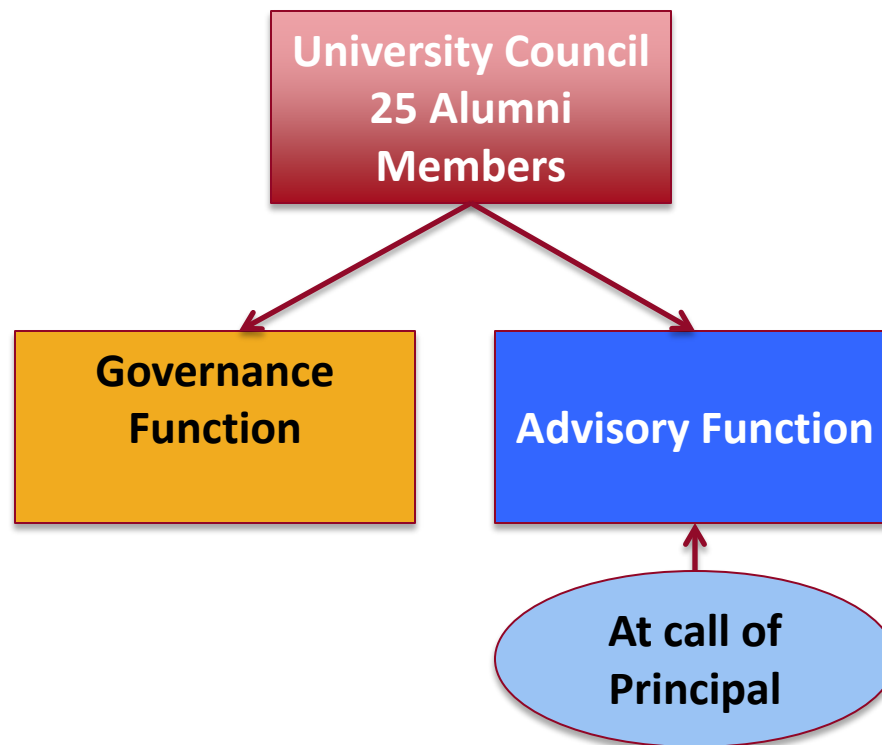 University Council
25 Alumni
Members
Governance
Function
Advisory Function
At call of
Principal